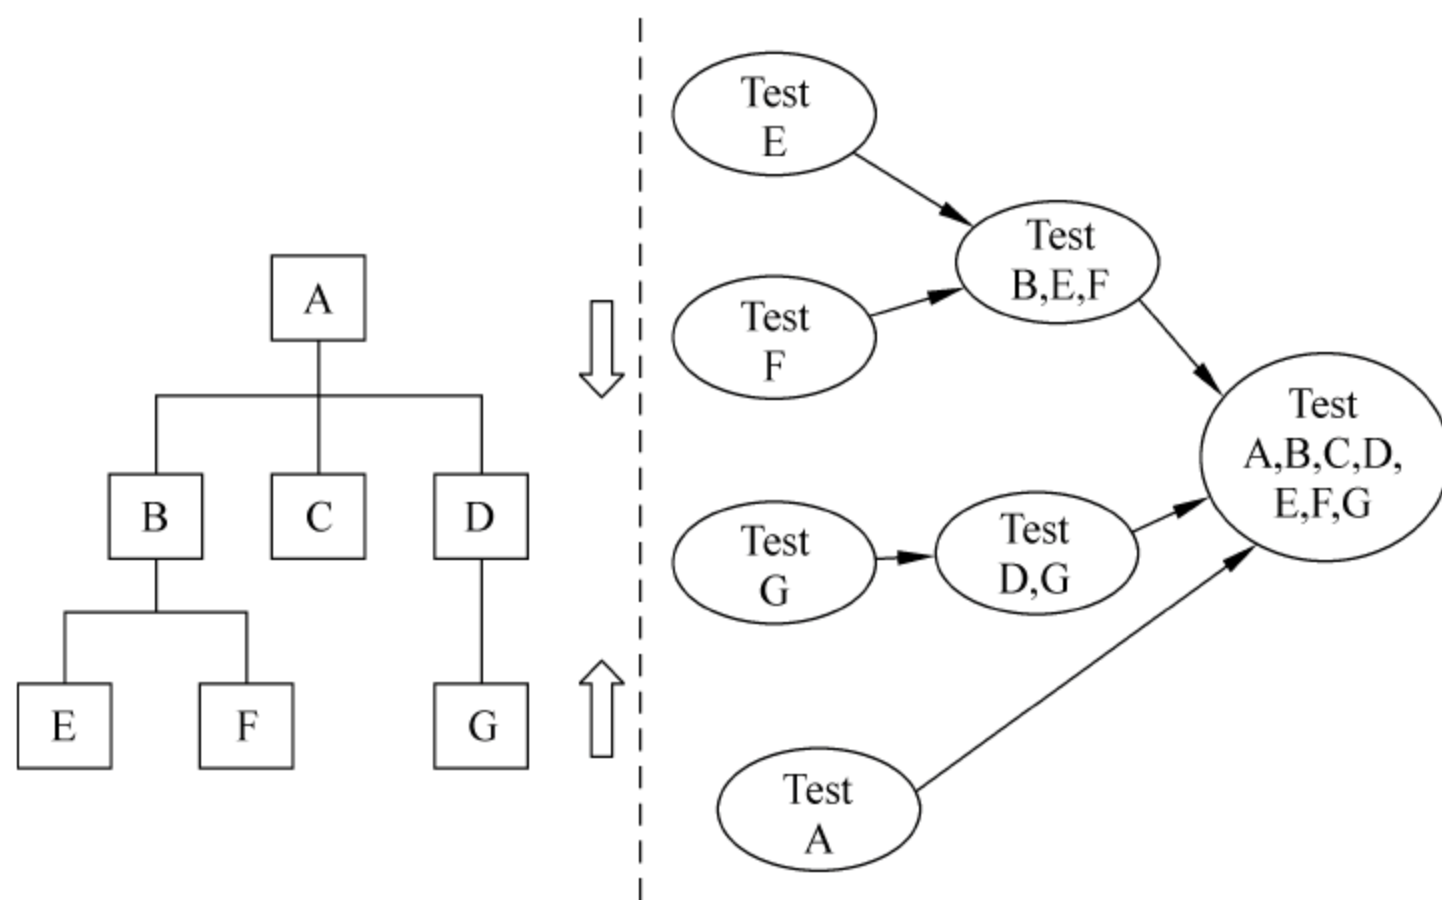 A
B
C
D
E
F
G
Test
E
Test
F
Test
B,E,F
Test
G
Test
D,G
Test
A,B,C,D,
E,F,G
Test
A